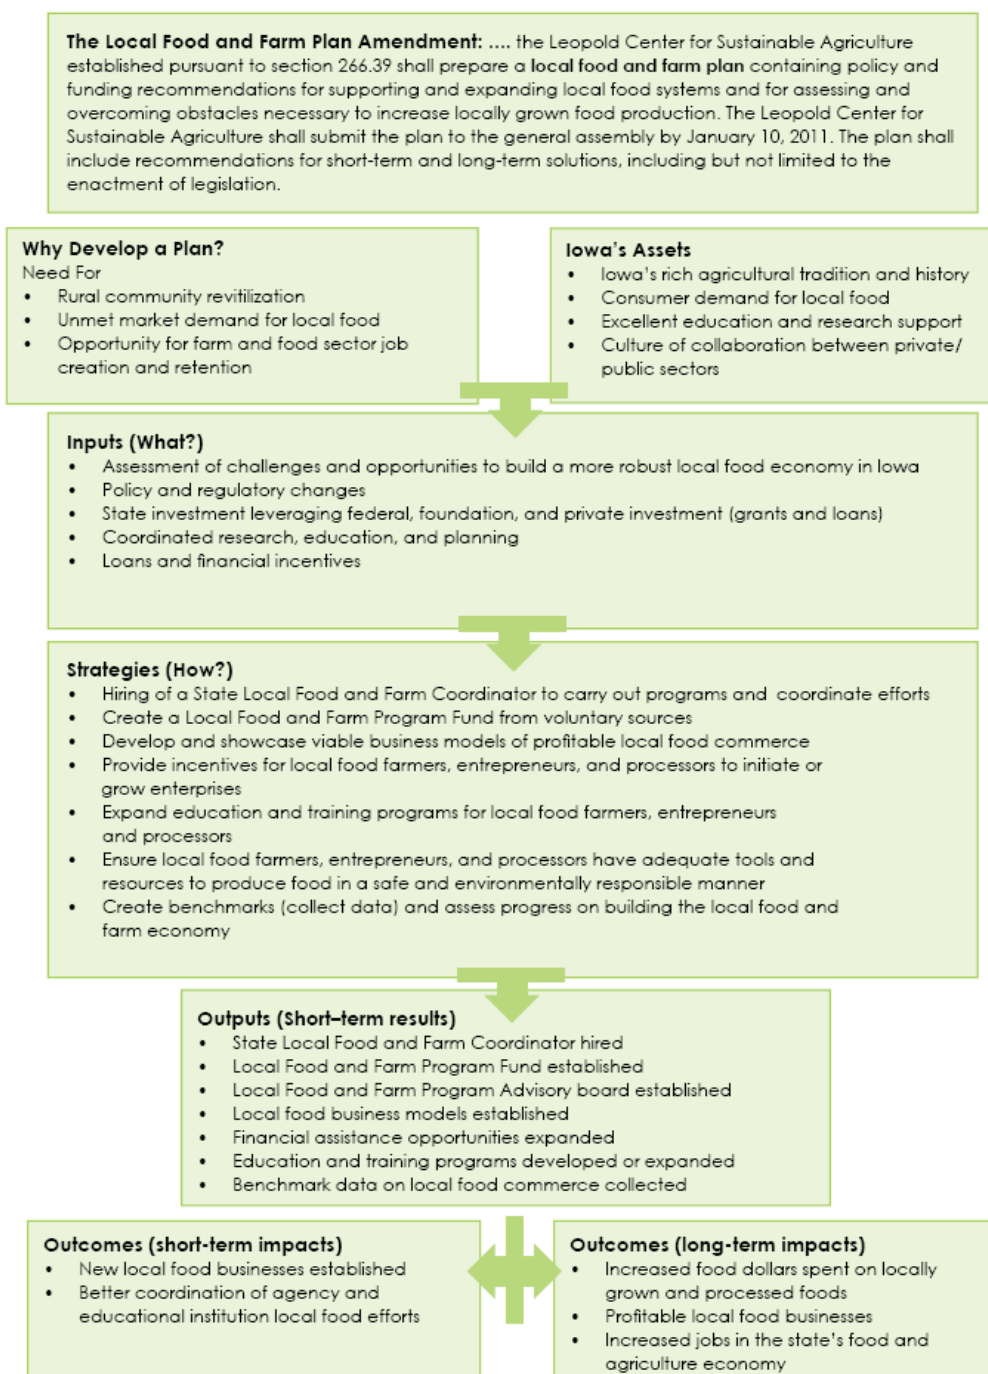 The Local Food and Farm Plan Amendment: .... the Leopold Center for Sustainable Agriculture
established pursuant to section 266.39 shall prepare a local food and farm plan containing policy and
funding recommendations for supporting and expanding local food systems and for assessing and
overcoming obstacles necessary to increase locally grown food production. The Leopold Center for
Sustainable Agriculture shall submit the plan to the general assembly by January 10, 2011. The plan shall
include recommendations for short-term and long-term solutions, including but not limited to the
enactment of legislation.
Why Develop a Plan?
Need For
• Rural community revitilization
• Unmet market demand for local food
• Opportunity for farm and food sector job
creation and retention
Iowa's Assets
• Iowa's rich agricultural tradition and history
• Consumer demand for local food
• Excellent education and research support
• Culture of collaboration between private/
public sectors
Inputs (What?)
• Assessment of challenges and opportunities to build a more robust local food economy in Iowa
• Policy and regulatory changes
• State investment leveraging federal, foundation, and private investment (grants and loans)
• Coordinated research, education, and planning
• Loans and financial incentives
Strategies (How?)
• Hiring of a State Local Food and Farm Coordinator to carry out programs and coordinate efforts
• Create a Local Food and Farm Program Fund from voluntary sources
• Develop and showcase viable business models of profitable local food commerce
• Provide incentives for local food farmers, entrepreneurs, and processors to initiate or
grow enterprises
• Expand education and training programs for local food farmers, entrepreneurs
and processors
• Ensure local food farmers, entrepreneurs, and processors have adequate tools and
resources to produce food in a safe and environmentally responsible manner
• Create benchmarks (collect data) and assess progress on building the local food and
farm economy
Outputs (Short–term results)
• State Local Food and Farm Coordinator hired
• Local Food and Farm Program Fund established
• Local Food and Farm Program Advisory board established
• Local food business models established
• Financial assistance opportunities expanded
• Education and training programs developed or expanded
• Benchmark data on local food commerce collected
Outcomes (short-term impacts)
• New local food businesses established
• Better coordination of agency and
educational institution local food efforts
Outcomes (long-term impacts)
• Increased food dollars spent on locally
grown and processed foods
• Profitable local food businesses
• Increased jobs in the state's food and
agriculture economy